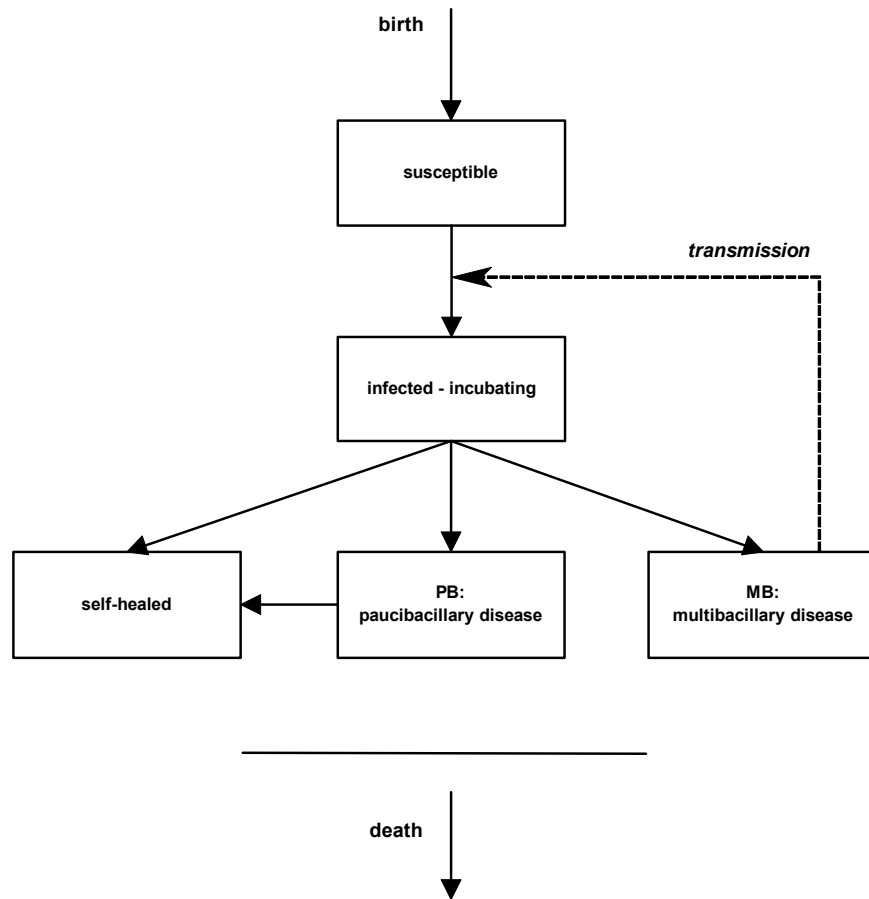 birth
susceptible
transmission
infected - incubating
self-healed
PB:
paucibacillary disease
MB:
multibacillary disease
death